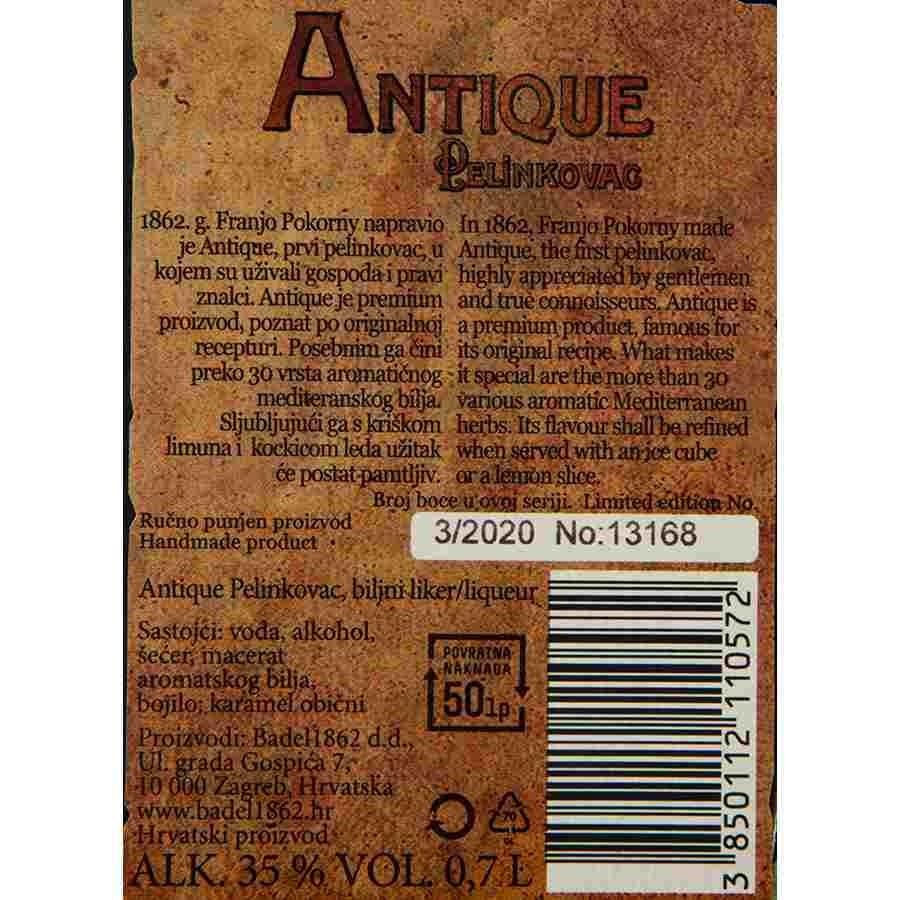 ANTIQUE
PELINKOVAC
1862. g. Franjo Pokorny napravio
je Antique, prvi pelinkovac, u
kojem su uživali gospoda i pravi
znalci. Antique je premium
proizvod, poznat po originalnoj
recepturi. Posebnim ga čini
preko 30 vrsta aromatičnog
mediteranskog bilja.
Sljubljujući ga s kriškom
limuna i kockicom leda užitak
će postat pamtljiv.
In 1862, Franjo Pokorny made
Antique, the first pelinkovac,
highly appreciated by gentlemen
and true connoisseurs. Antique is
a premium product, famous for
its original recipe. What makes
it special are the more than 30
various aromatic Mediterranean
herbs. Its flavour shall be refined
when served with an ice cube
or a lemon slice.
Broj boce u ovoj seriji. Limited edition No.
Ručno punjen proizvod
Handmade product
3/2020 No:13168
Antique Pelinkovac, biljni liker/liqueur
Sastojci: voda, alkohol,
šećer, macerat
aromatskog bilja,
bojilo; karamel obični
POVRATNA
NAKNADA
50lp
Proizvodi: Badel1862 d.d.,
Ul. grada Gospića 7,
10 000 Zagreb, Hrvatska
www.badel1862.hr
Hrvatski proizvod
70
ALK. 35 % VOL. 0,7 L
3 850112 110572